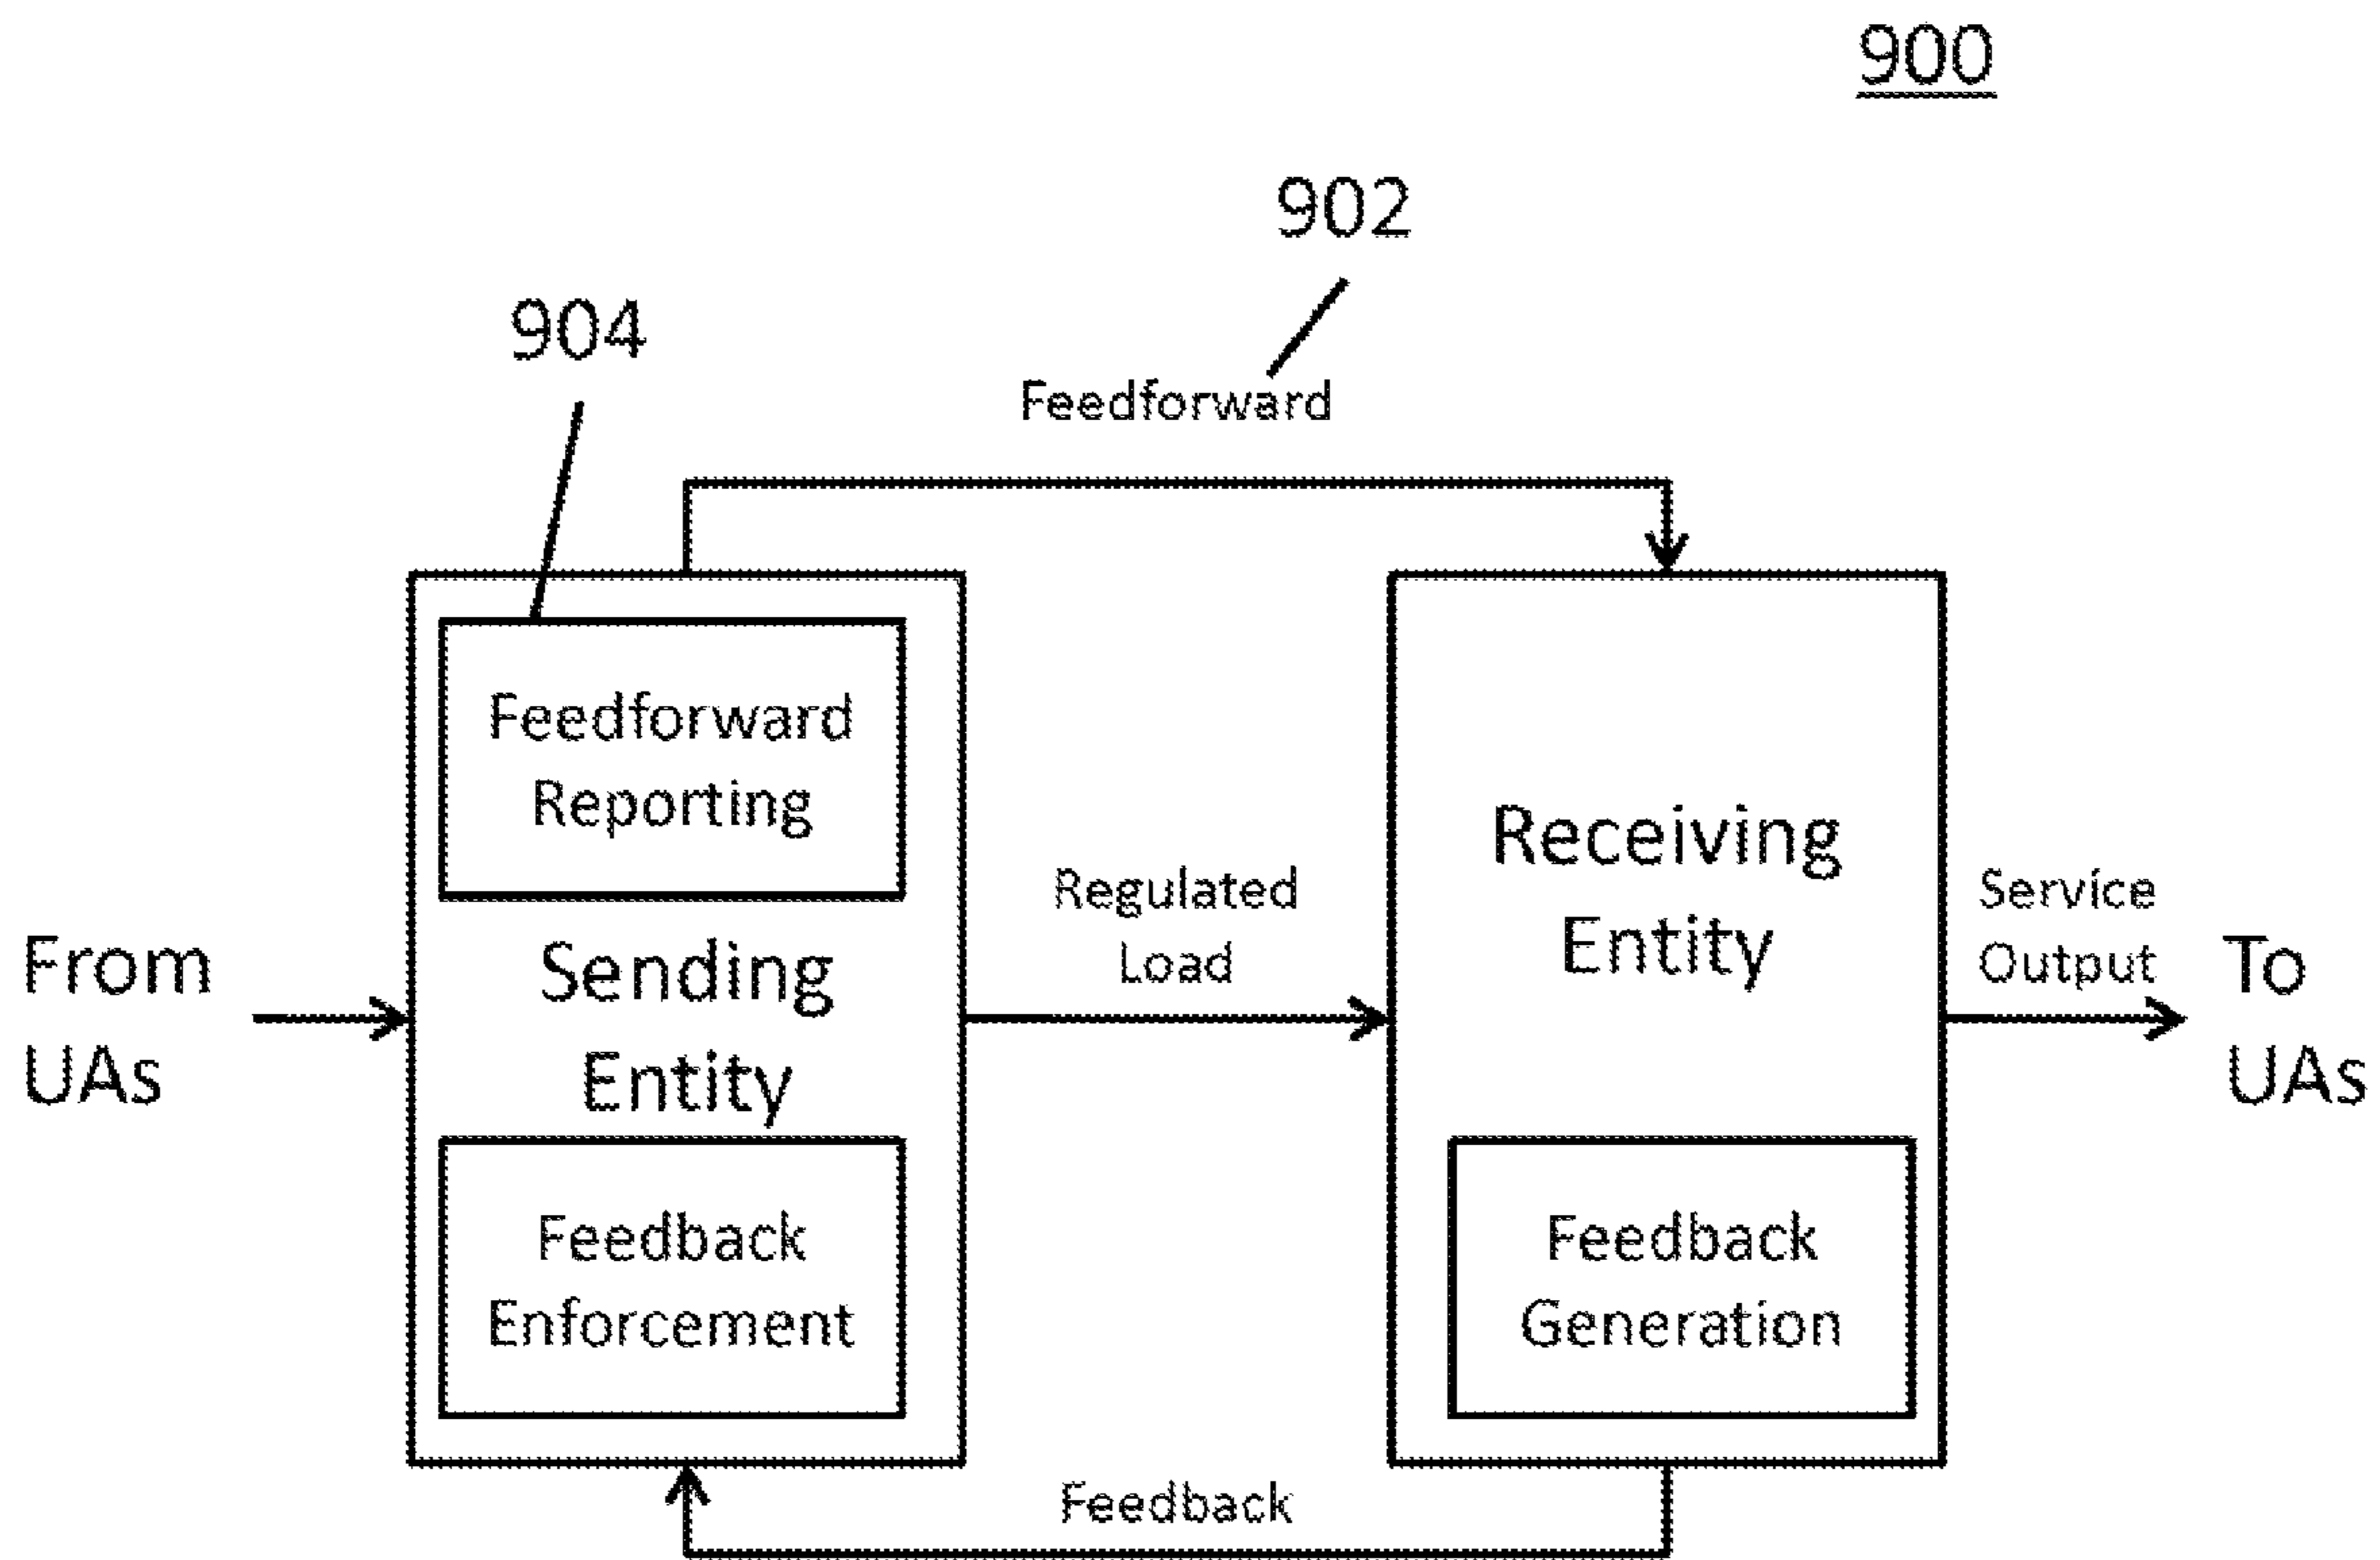 900
902
904
Feedforward
Feedforward
Reporting
Receiving
Entity
Regulated
Load
Service
Output
From
UAs
Sending
Entity
To
UAs
Feedback
Enforcement
Feedback
Generation
Feedback